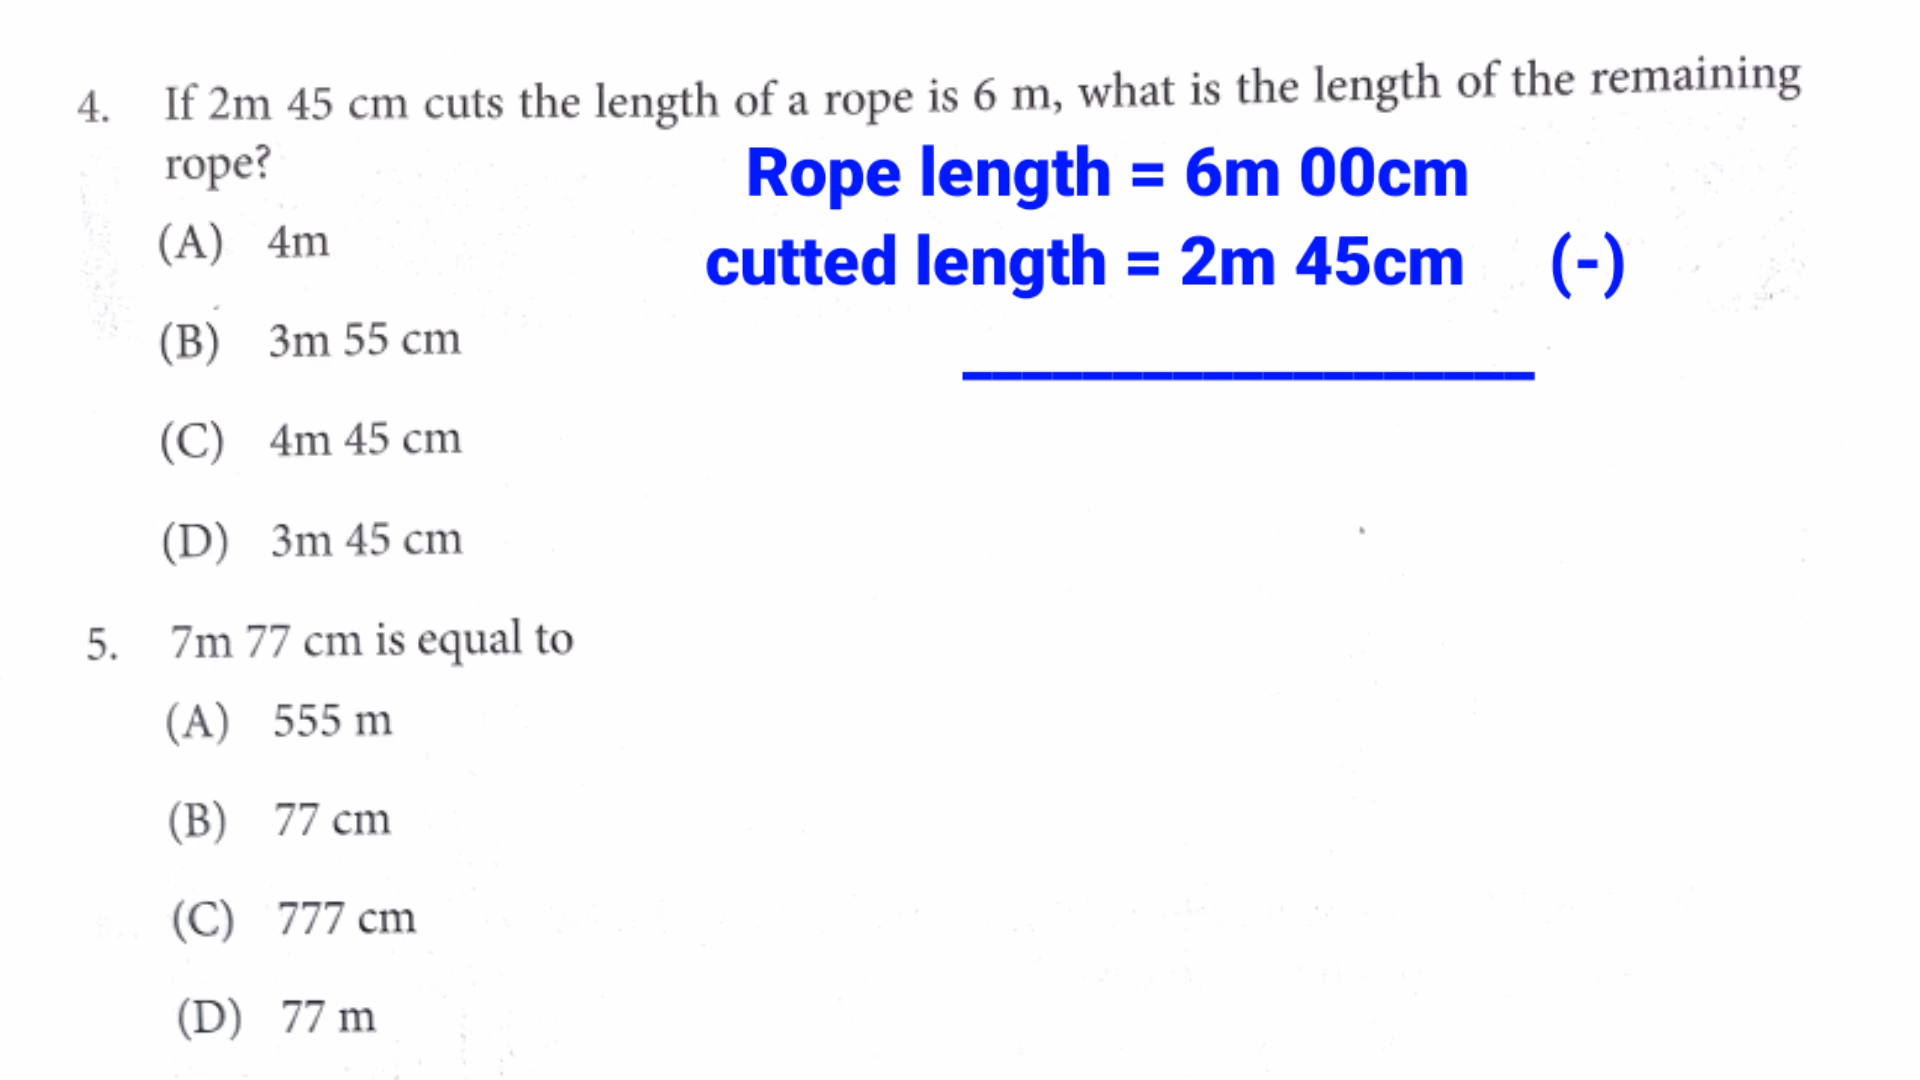 4. If 2m 45 cm cuts the length of a rope is 6 m, what is the length of the remaining
rope?
Rope length = 6m 00cm
cutted length = 2m 45cm (-)
(A) 4m
(B) 3m 55 cm
(C) 4m 45 cm
(D) 3m 45 cm
5. 7m 77 cm is equal to
(A) 555 m
(B) 77 cm
(C) 777 cm
(D) 77 m